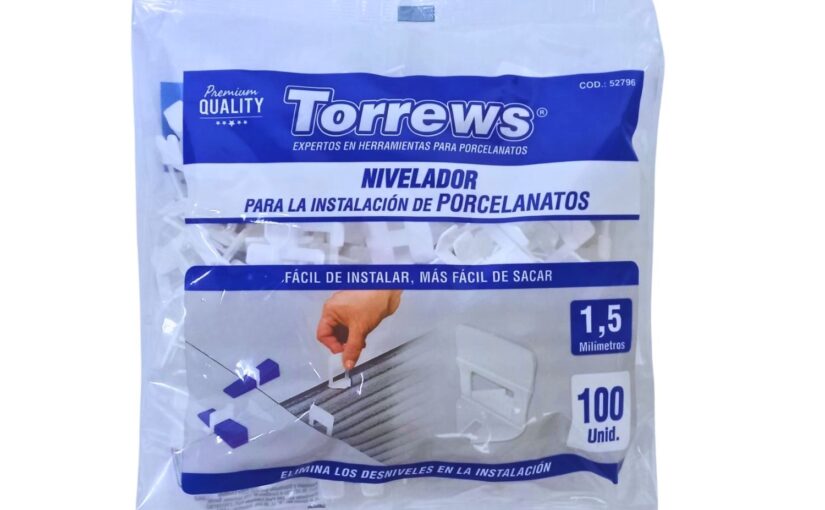 Premium
QUALITY
COD.: 52796
Torrews®
EXPERTOS EN HERRAMIENTAS PARA PORCELANATOS
NIVELADOR
PARA LA INSTALACIÓN DE PORCELANATOS
FÁCIL DE INSTALAR, MÁS FÁCIL DE SACAR
1,5
Milímetros
100
Unid.
ELIMINA LOS DESNIVELES EN LA INSTALACIÓN